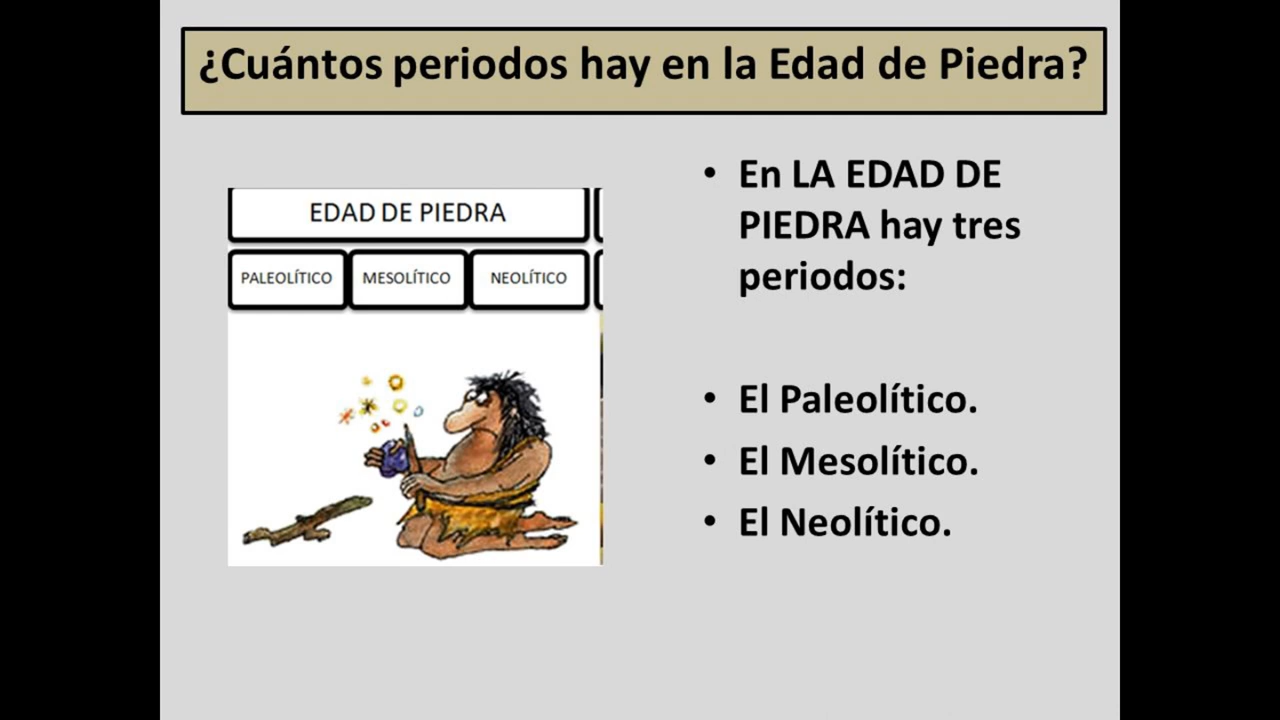 ¿Cuántos periodos hay en la Edad de Piedra?
EDAD DE PIEDRA
PALEOLÍTICO MESOLÍTICO NEOLÍTICO
• En LA EDAD DE
PIEDRA hay tres
periodos:
• El Paleolítico.
• El Mesolítico.
• El Neolítico.